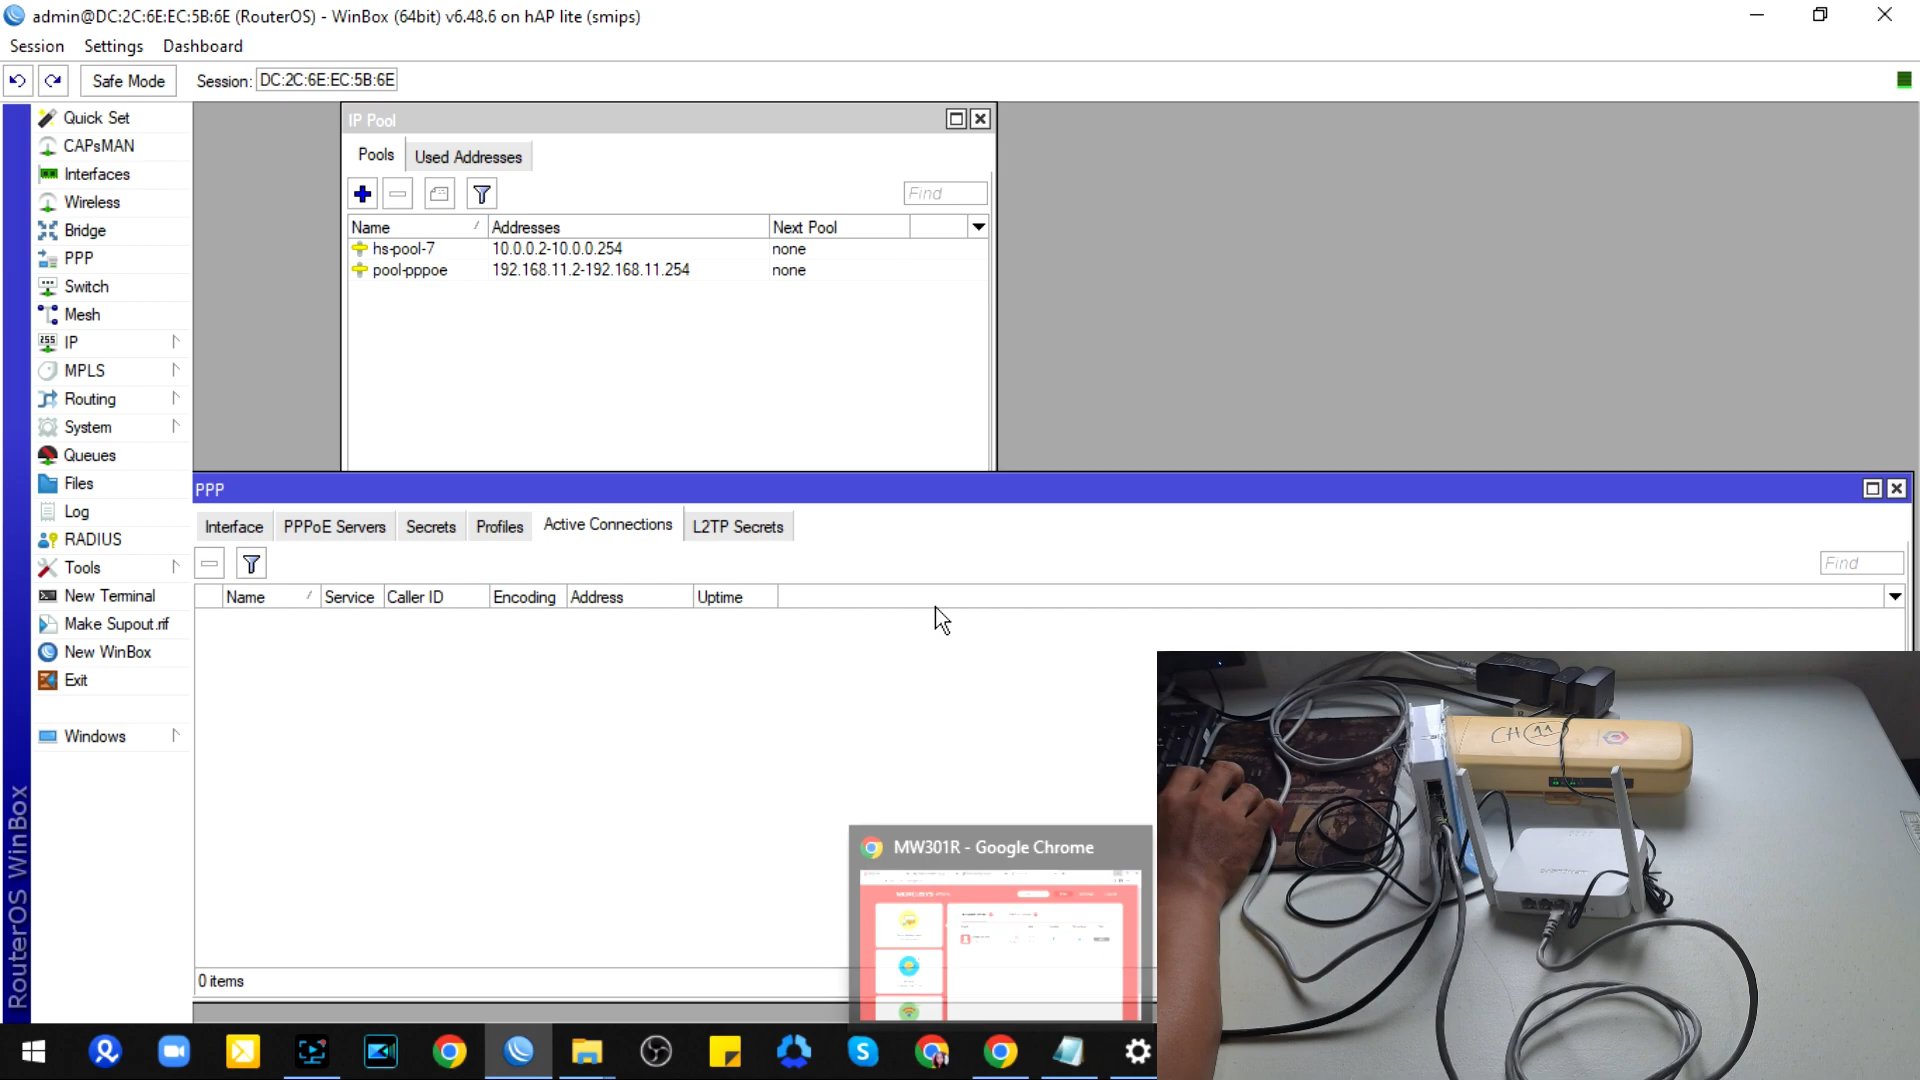 admin@DC:2C:6E:EC:5B:6E (RouterOS) - WinBox (64bit) v6.48.6 on hAP lite (smips)
Session Settings Dashboard
Safe Mode Session: DC:2C:6E:EC:5B:6E
Quick Set
CAPsMAN
Interfaces
Wireless
Bridge
PPP
Switch
Mesh
IP
MPLS
Routing
System
Queues
Files
Log
RADIUS
Tools
New Terminal
Make Supout.rif
New WinBox
Exit
Windows
RouterOS WinBox
IP Pool
Pools Used Addresses
Find
Name Addresses Next Pool
hs-pool-7 10.0.0.2-10.0.0.254 none
pool-pppoe 192.168.11.2-192.168.11.254 none
PPP
Interface PPPoE Servers Secrets Profiles Active Connections L2TP Secrets
Find
Name Service Caller ID Encoding Address Uptime
0 items
MW301R - Google Chrome
CH 11